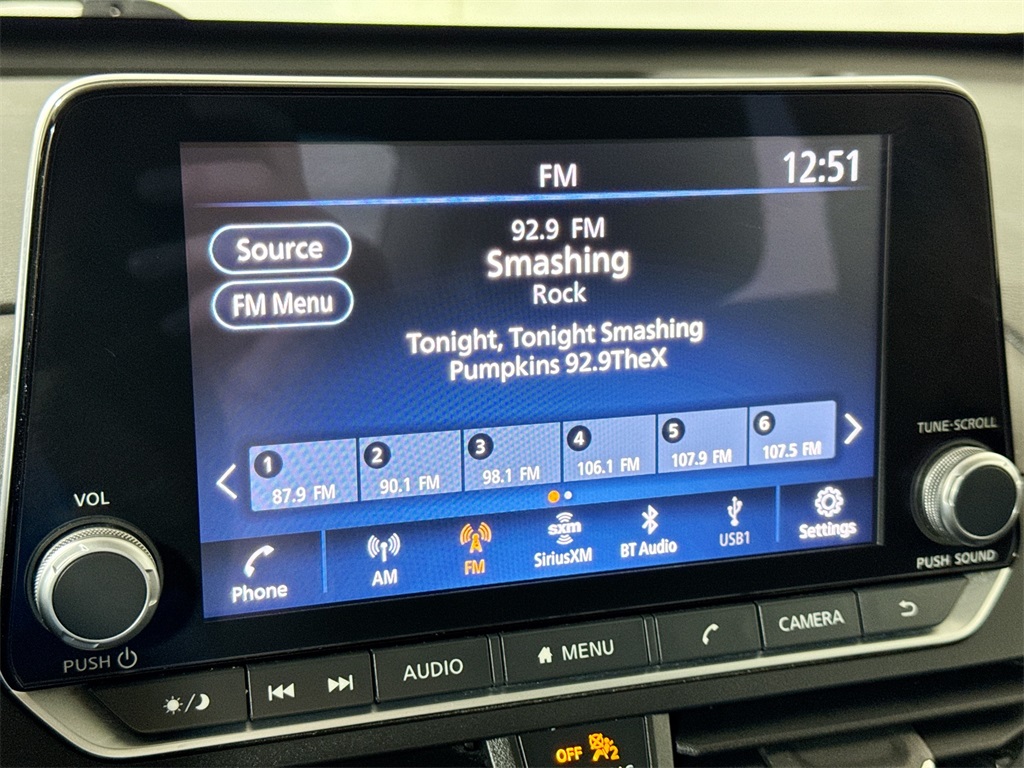 FM
12:51
Source
92.9 FM
Smashing
FM Menu
Rock
Tonight, Tonight Smashing
Pumpkins 92.9TheX
1
87.9 FM
2
90.1 FM
3
98.1 FM
4
106.1 FM
5
107.9 FM
6
107.5 FM
TUNE·SCROLL
VOL
Phone
AM
FM
sxm
SiriusXM
BT Audio
USB1
Settings
PUSH SOUND
PUSH
AUDIO
MENU
CAMERA
OFF
2